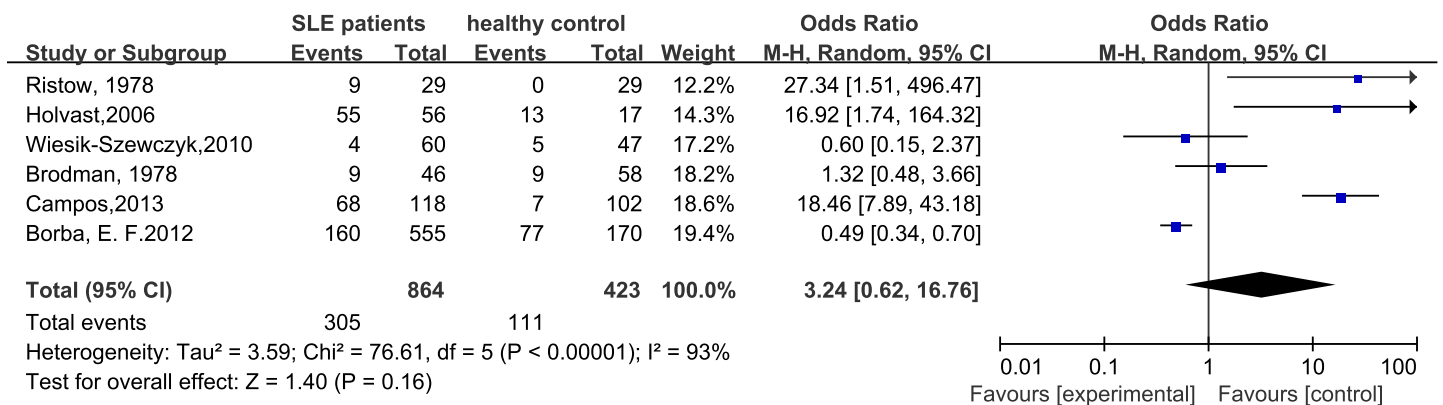 SLE patients healthy control Odds Ratio Odds Ratio
Study or Subgroup Events Total Events Total Weight M-H, Random, 95% CI M-H, Random, 95% CI
Ristow, 1978 9 29 0 29 12.2% 27.34 [1.51, 496.47]
Holvast,2006 55 56 13 17 14.3% 16.92 [1.74, 164.32]
Wiesik-Szewczyk,2010 4 60 5 47 17.2% 0.60 [0.15, 2.37]
Brodman, 1978 9 46 9 58 18.2% 1.32 [0.48, 3.66]
Campos,2013 68 118 7 102 18.6% 18.46 [7.89, 43.18]
Borba, E. F.2012 160 555 77 170 19.4% 0.49 [0.34, 0.70]
Total (95% CI) 864 423 100.0% 3.24 [0.62, 16.76]
Total events 305 111
Heterogeneity: Tau² = 3.59; Chi² = 76.61, df = 5 (P < 0.00001); I² = 93%
Test for overall effect: Z = 1.40 (P = 0.16)
0.01 0.1 1 10 100
Favours [experimental] Favours [control]